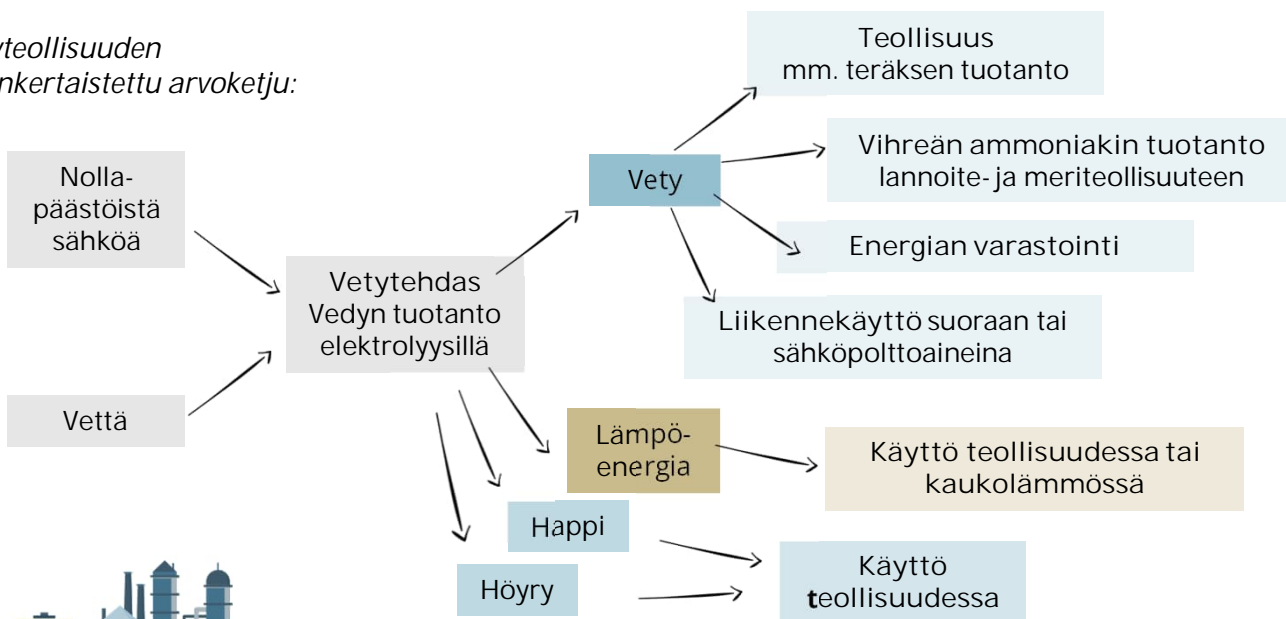 yteollisuuden
nkertaistettu arvoketju:
Nolla-
päästöistä
sähköä
Vettä
Vetytehdas
Vedyn tuotanto
elektrolyysillä
Vety
Teollisuus
mm. teräksen tuotanto
Vihreän ammoniakin tuotanto
lannoite- ja meriteollisuuteen
Energian varastointi
Liikennekäyttö suoraan tai
sähköpolttoaineina
Lämpö-
energia
Käyttö teollisuudessa tai
kaukolämmössä
Happi
Höyry
Käyttö
teollisuudessa